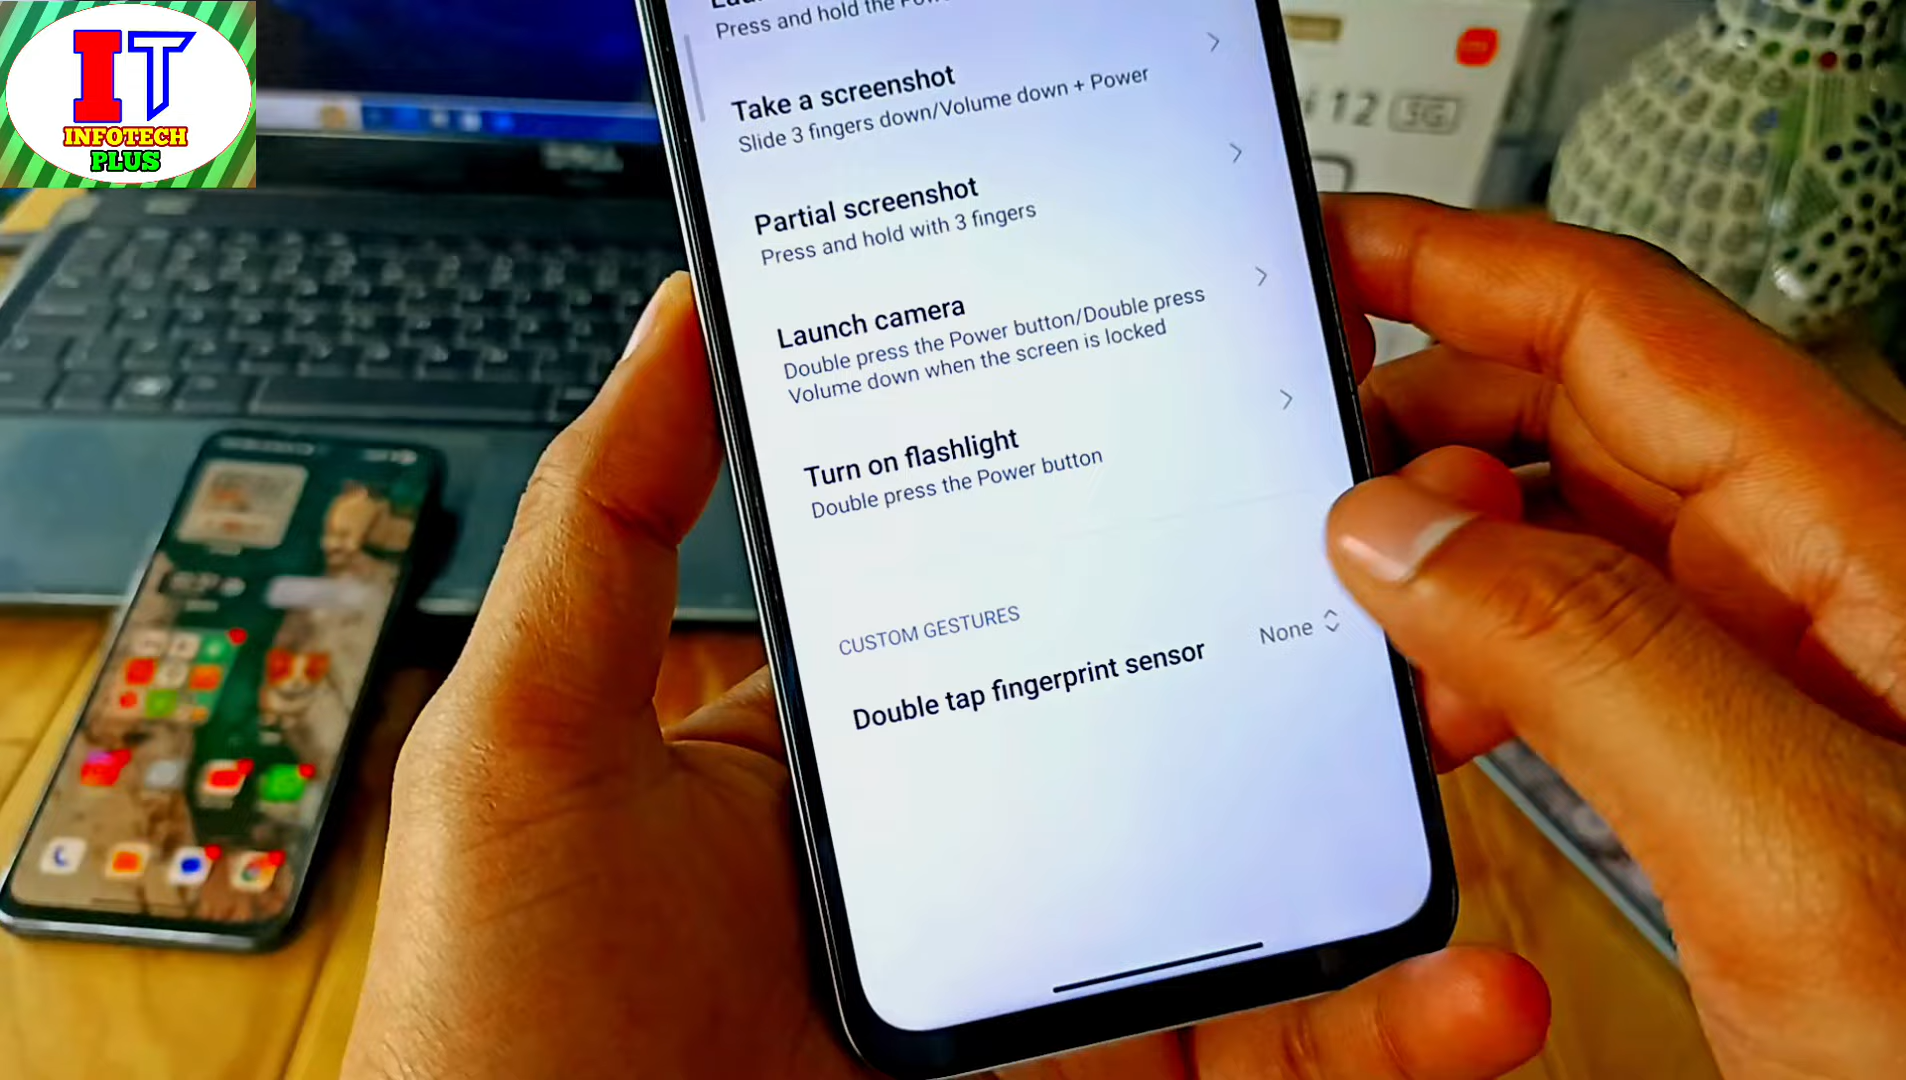 IT
INFOTECH
PLUS
Press and hold the
Take a screenshot
Slide 3 fingers down/Volume down + Power
Partial screenshot
Press and hold with 3 fingers
Launch camera
Double press the Power button/Double press
Volume down when the screen is locked
Turn on flashlight
Double press the Power button
CUSTOM GESTURES
Double tap fingerprint sensor
None
12 5G